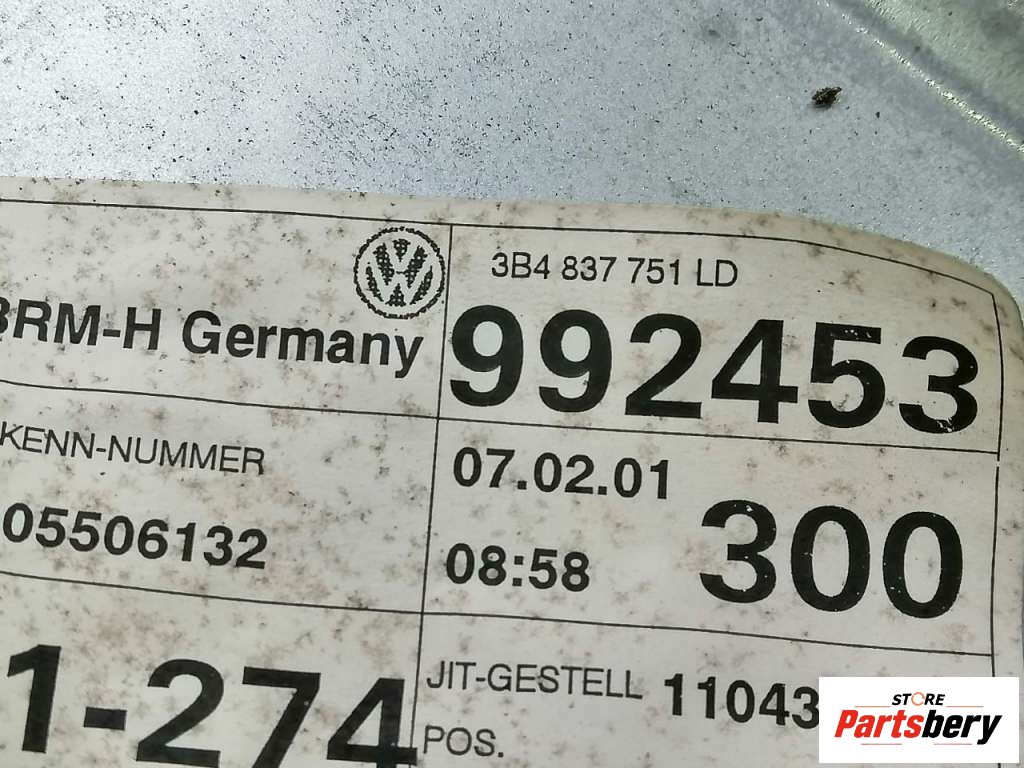 3B4 837 751 LD
BRM-H Germany
992453
KENN-NUMMER
07.02.01
300
05506132
08:58
1-274
JIT-GESTELL 11043
POS.
STORE
Partsbery